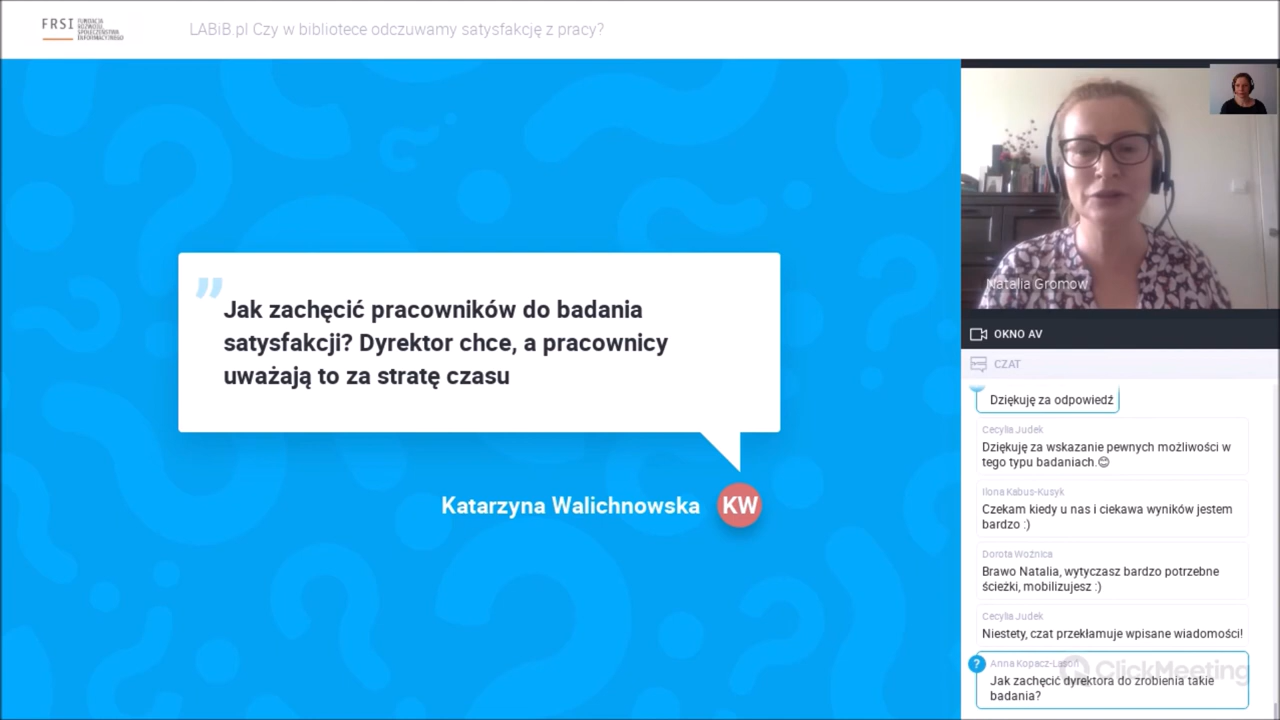 FRSI
FUNDACJA
ROZWOJU
SPOŁECZEŃSTWA
INFORMACYJNEGO
LABiB.pl Czy w bibliotece odczuwamy satysfakcję z pracy?
Jak zachęcić pracowników do badania
satysfakcji? Dyrektor chce, a pracownicy
uważają to za stratę czasu
Katarzyna Walichnowska
KW
Natalia Gromow
OKNO AV
CZAT
Dziękuję za odpowiedź
Cecylia Judek
Dziękuję za wskazanie pewnych możliwości w
tego typu badaniach.😊
Ilona Kabus-Kusyk
Czekam kiedy u nas i ciekawa wyników jestem
bardzo :)
Dorota Woźnica
Brawo Natalia, wytyczasz bardzo potrzebne
ścieżki, mobilizujesz :)
Cecylia Judek
Niestety, czat przekłamuje wpisane wiadomości!
?
Anna Kopacz-Lasoń
ClickMeeting
Jak zachęcić dyrektora do zrobienia takie
badania?